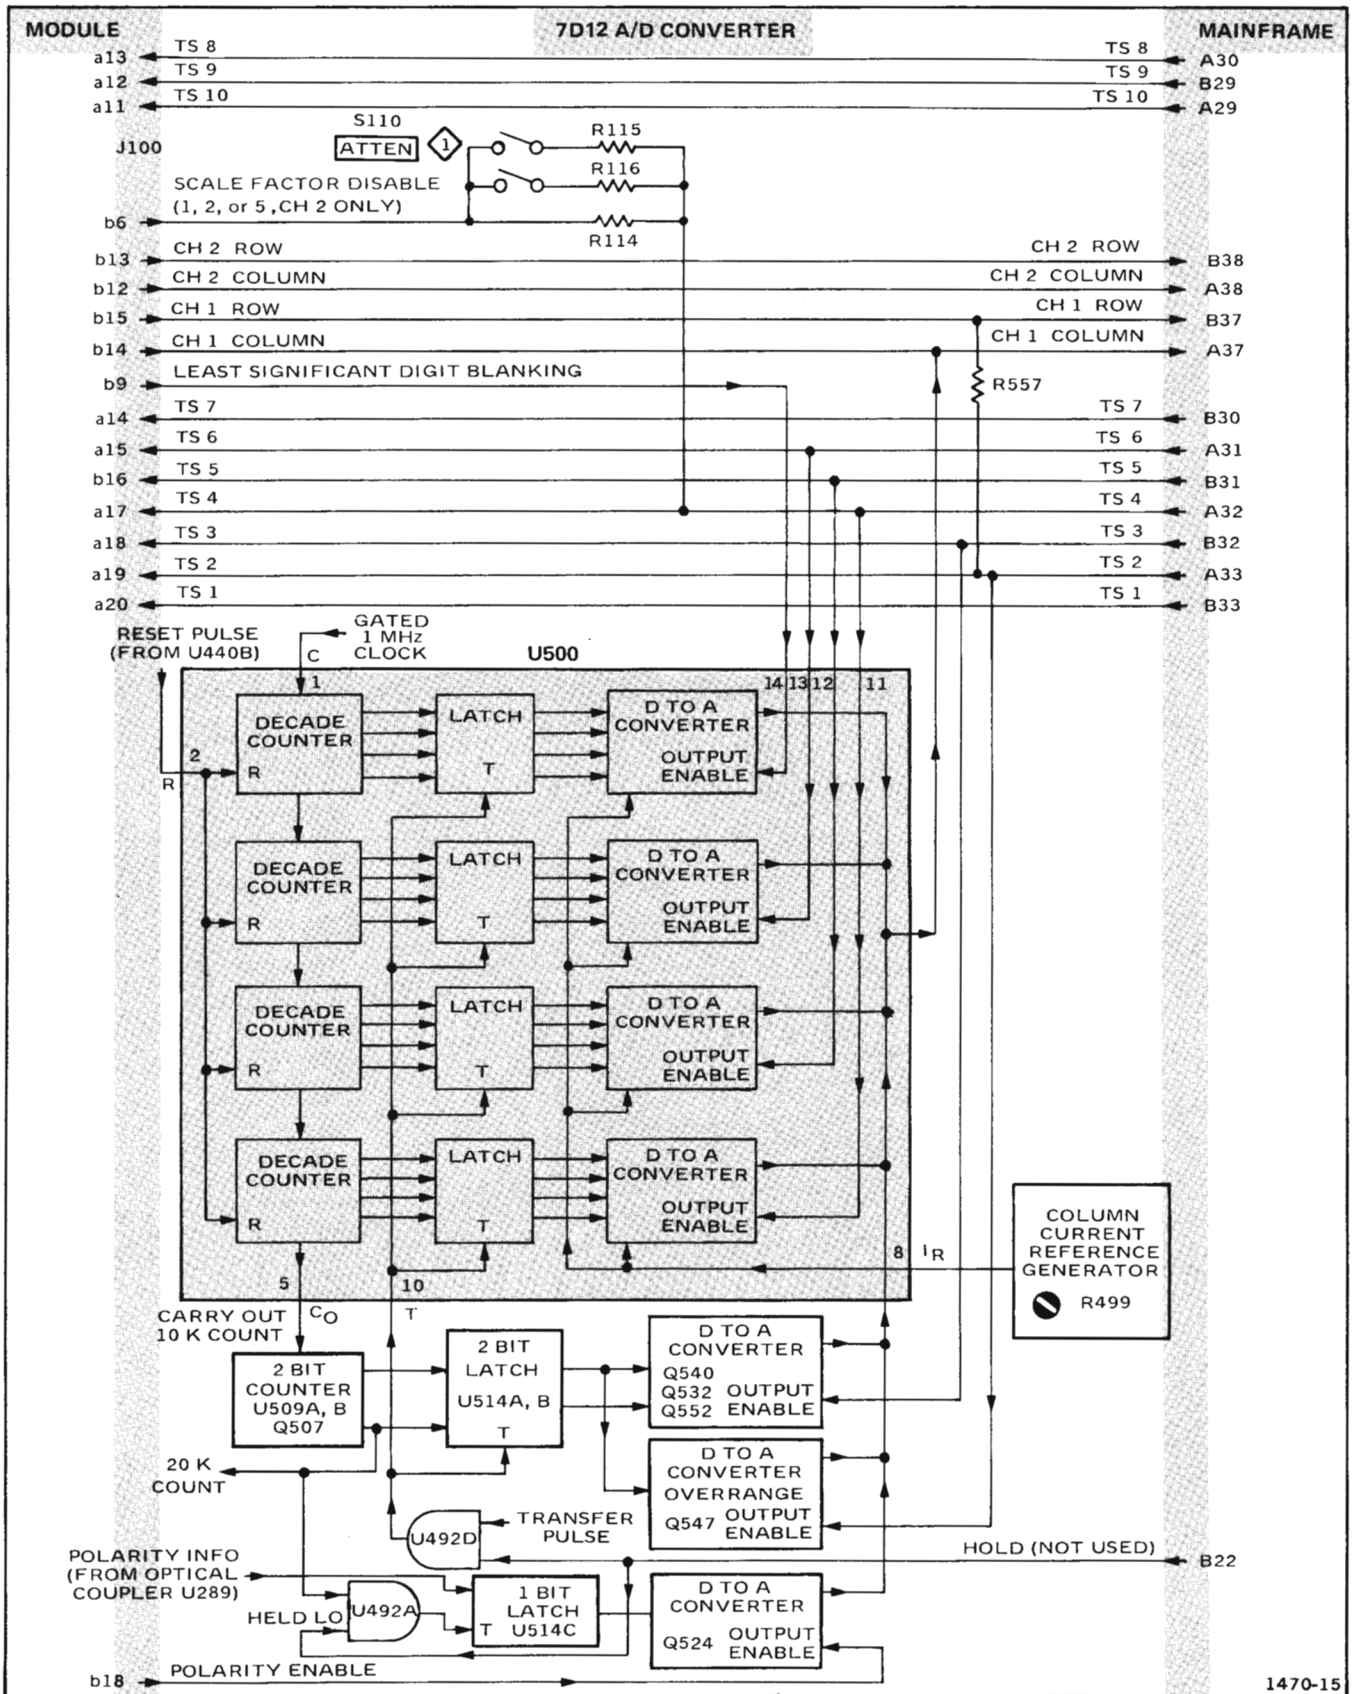 MODULE
7D12 A/D CONVERTER
MAINFRAME
a13 TS 8 TS 8 A30
a12 TS 9 TS 9 B29
a11 TS 10 TS 10 A29
J100
S110
ATTEN
1
R115
R116
R114
SCALE FACTOR DISABLE
(1, 2, or 5, CH 2 ONLY)
b6
b13 CH 2 ROW CH 2 ROW B38
b12 CH 2 COLUMN CH 2 COLUMN A38
b15 CH 1 ROW CH 1 ROW B37
b14 CH 1 COLUMN CH 1 COLUMN A37
b9 LEAST SIGNIFICANT DIGIT BLANKING
R557
a14 TS 7 TS 7 B30
a15 TS 6 TS 6 A31
b16 TS 5 TS 5 B31
a17 TS 4 TS 4 A32
a18 TS 3 TS 3 B32
a19 TS 2 TS 2 A33
a20 TS 1 TS 1 B33
RESET PULSE
(FROM U440B)
GATED
1 MHz
CLOCK
C
U500
1
14 13 12 11
2
R
DECADE
COUNTER
R
LATCH
T
D TO A
CONVERTER
OUTPUT
ENABLE
DECADE
COUNTER
R
LATCH
T
D TO A
CONVERTER
OUTPUT
ENABLE
DECADE
COUNTER
R
LATCH
T
D TO A
CONVERTER
OUTPUT
ENABLE
DECADE
COUNTER
R
LATCH
T
D TO A
CONVERTER
OUTPUT
ENABLE
8
IR
COLUMN
CURRENT
REFERENCE
GENERATOR
R499
5
10
CO
T
CARRY OUT
10 K COUNT
2 BIT
COUNTER
U509A, B
Q507
2 BIT
LATCH
U514A, B
T
D TO A
CONVERTER
Q540
Q532 OUTPUT
Q552 ENABLE
20 K
COUNT
D TO A
CONVERTER
OVERRANGE
Q547 OUTPUT
ENABLE
U492D
TRANSFER
PULSE
HOLD (NOT USED)
B22
POLARITY INFO
(FROM OPTICAL
COUPLER U289)
HELD LO
U492A
1 BIT
LATCH
T U514C
D TO A
CONVERTER
Q524 OUTPUT
ENABLE
b18 POLARITY ENABLE
1470-15